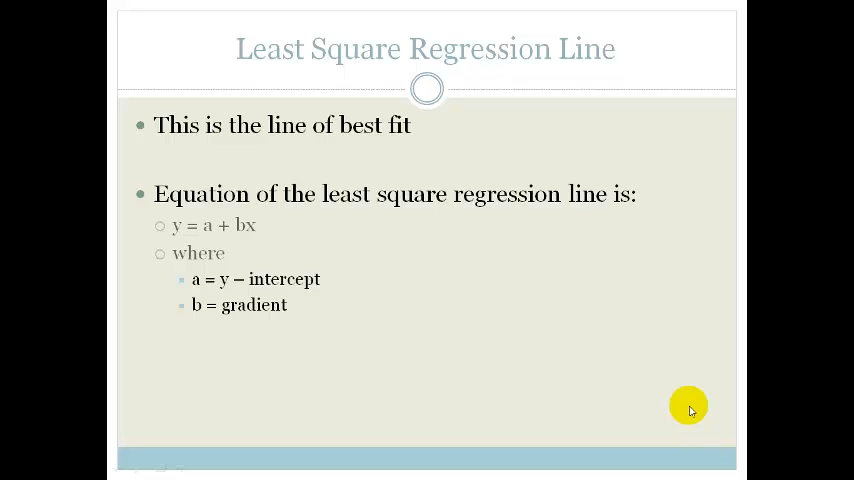 Least Square Regression Line
This is the line of best fit
Equation of the least square regression line is:
y = a + bx
where
a = y – intercept
b = gradient